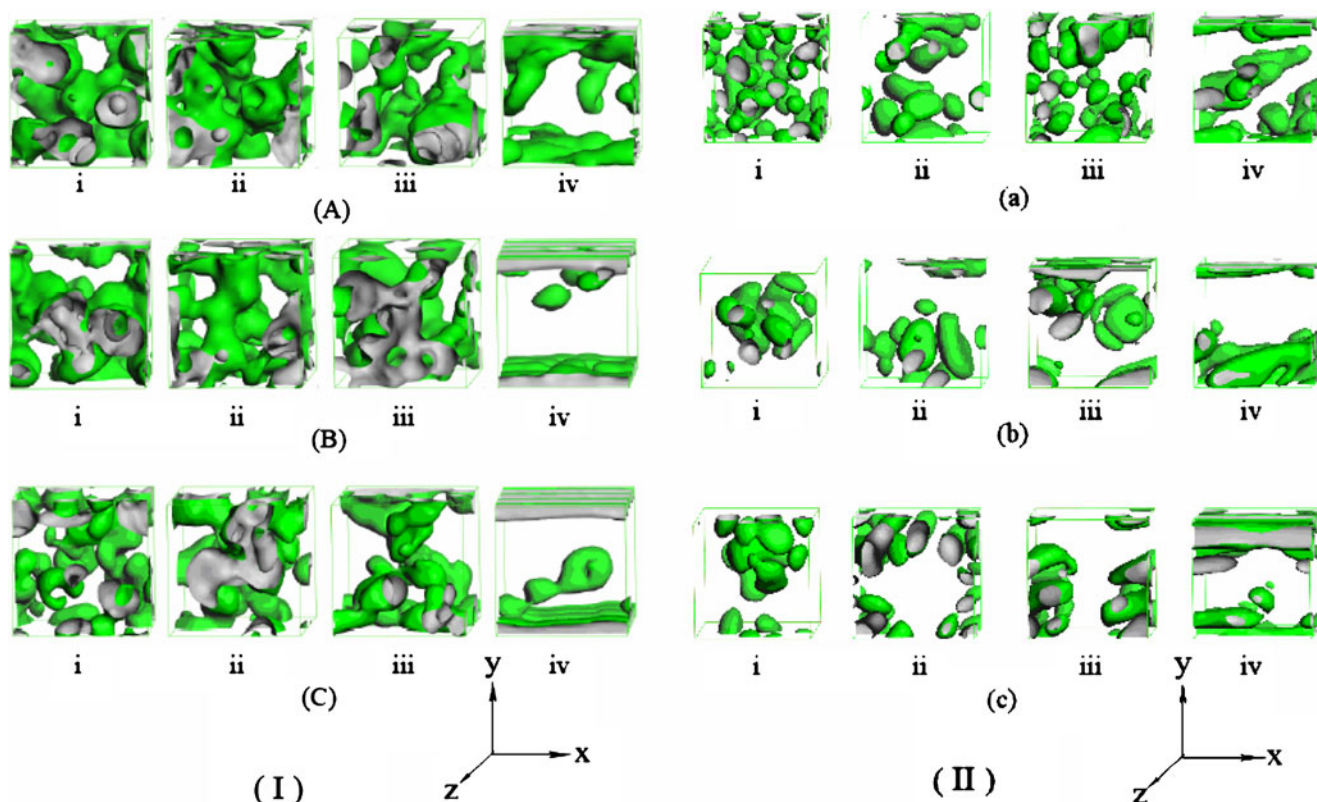 i ii iii iv
(A)
i ii iii iv
(B)
i ii iii iv
(C)
y
x
z
( I )
i ii iii iv
(a)
i ii iii iv
(b)
i ii iii iv
(c)
y
x
z
( II )